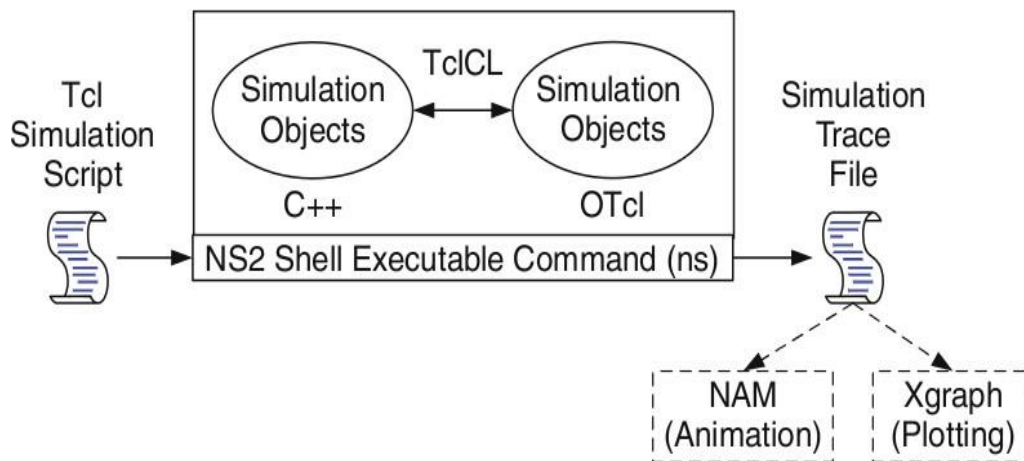 Tcl
Simulation
Script
TclCL
Simulation
Objects
Simulation
Objects
C++
OTcl
NS2 Shell Executable Command (ns)
Simulation
Trace
File
NAM
(Animation)
Xgraph
(Plotting)